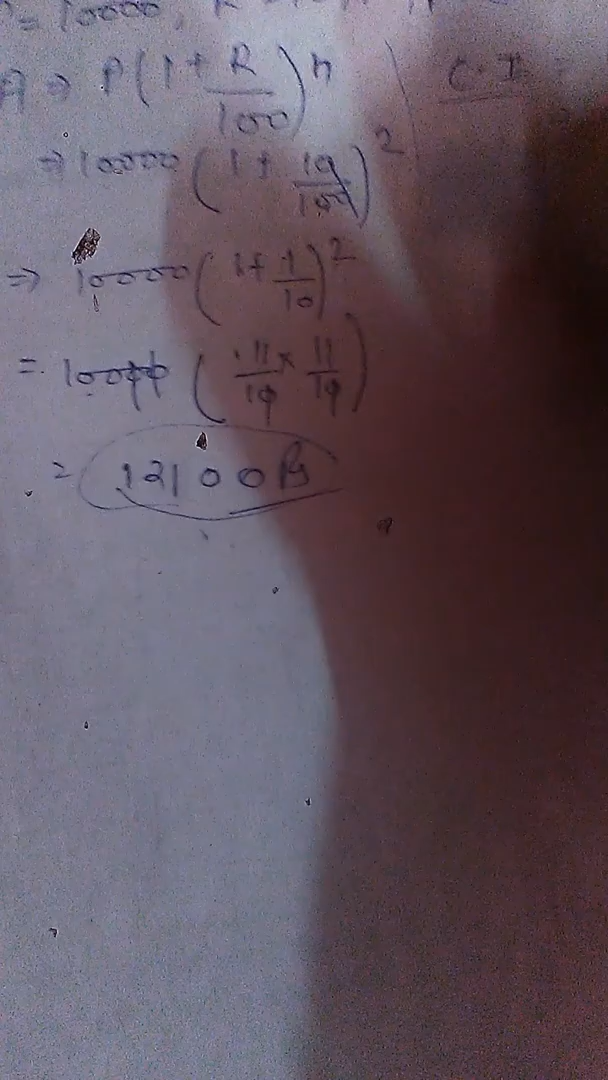 P = 10000, R
A ⇒ P(1 + R/100)^n
C.I =
⇒ 10000 (1 + 10/100)^2
⇒ 10000 (1 + 1/10)^2
= 10000 (11/10 × 11/10)
= 12100 Rs